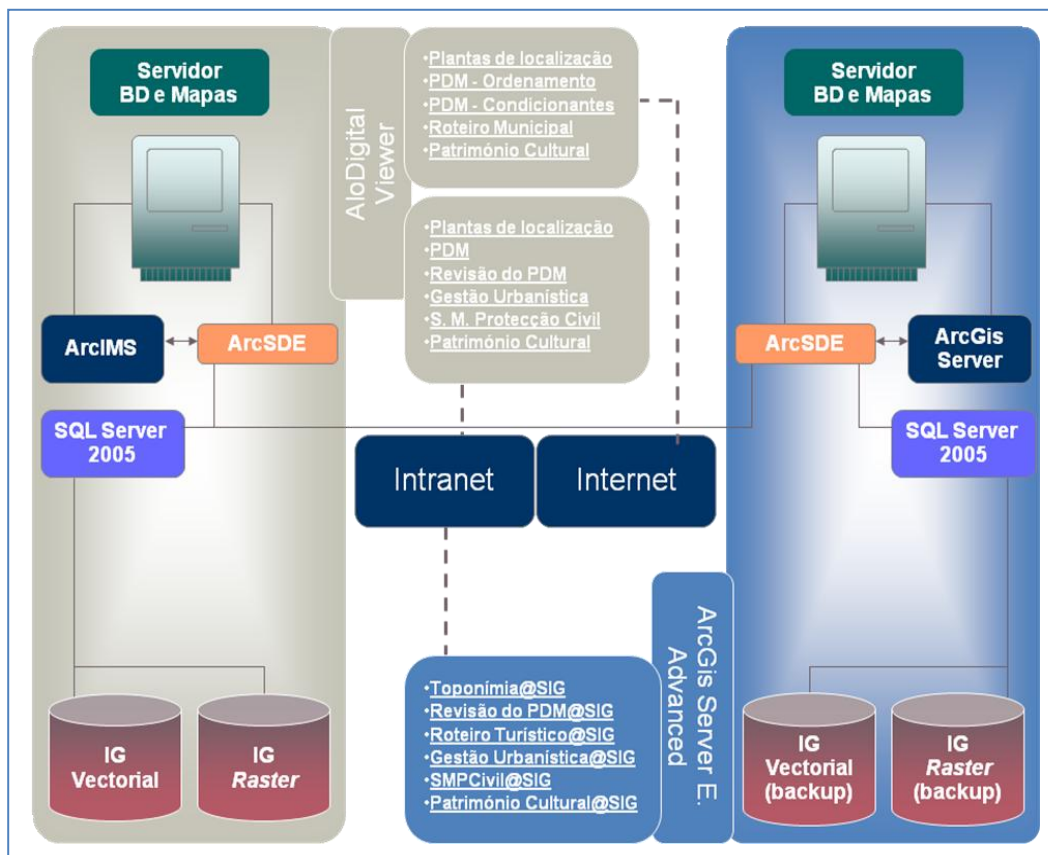 Servidor
BD e Mapas
ArcIMS
ArcSDE
SQL Server
2005
IG
Vectorial
IG
Raster
AloDigital
Viewer
•Plantas de localização
•PDM - Ordenamento
•PDM - Condicionantes
•Roteiro Municipal
•Património Cultural
•Plantas de localização
•PDM
•Revisão do PDM
•Gestão Urbanística
•S. M. Protecção Civil
•Património Cultural
Intranet
Internet
•Toponímia@SIG
•Revisão do PDM@SIG
•Roteiro Turístico@SIG
•Gestão Urbanística@SIG
•SMPCivil@SIG
•Património Cultural@SIG
ArcGis Server E.
Advanced
Servidor
BD e Mapas
ArcSDE
ArcGis
Server
SQL Server
2005
IG
Vectorial
(backup)
IG
Raster
(backup)